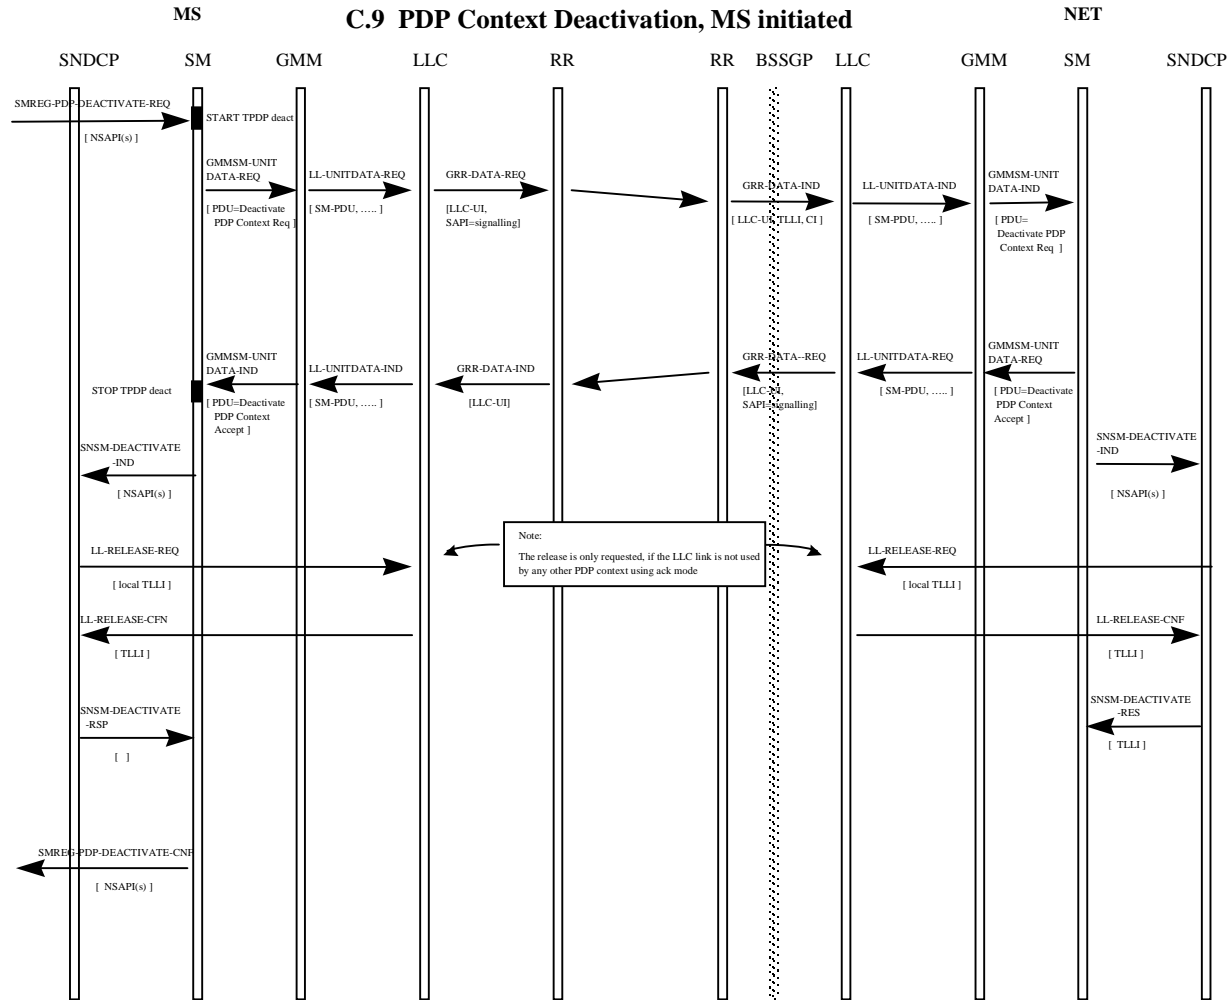 MS
C.9 PDP Context Deactivation, MS initiated
NET
SNDCP SM GMM LLC RR RR BSSGP LLC GMM SM SNDCP
SMREG-PDP-DEACTIVATE-REQ
[ NSAPI(s) ]
START TPDP deact
GMMSM-UNIT
DATA-REQ
[ PDU=Deactivate
PDP Context Req ]
LL-UNITDATA-REQ
[ SM-PDU, ..... ]
GRR-DATA-REQ
[LLC-UI,
SAPI=signalling]
GRR-DATA-IND
[ LLC-UI, TLLI, CI ]
LL-UNITDATA-IND
[ SM-PDU, ..... ]
GMMSM-UNIT
DATA-IND
[ PDU=
Deactivate PDP
Context Req ]
STOP TPDP deact
GMMSM-UNIT
DATA-IND
[ PDU=Deactivate
PDP Context
Accept ]
LL-UNITDATA-IND
[ SM-PDU, ..... ]
GRR-DATA-IND
[LLC-UI]
GRR-DATA--REQ
[LLC-UI,
SAPI=signalling]
LL-UNITDATA-REQ
[ SM-PDU, ..... ]
GMMSM-UNIT
DATA-REQ
[ PDU=Deactivate
PDP Context
Accept ]
SNSM-DEACTIVATE
-IND
[ NSAPI(s) ]
SNSM-DEACTIVATE
-IND
[ NSAPI(s) ]
LL-RELEASE-REQ
[ local TLLI ]
Note:
The release is only requested, if the LLC link is not used
by any other PDP context using ack mode
LL-RELEASE-REQ
[ local TLLI ]
LL-RELEASE-CFN
[ TLLI ]
LL-RELEASE-CNF
[ TLLI ]
SNSM-DEACTIVATE
-RSP
[ ]
SNSM-DEACTIVATE
-RES
[ TLLI ]
SMREG-PDP-DEACTIVATE-CNF
[ NSAPI(s) ]